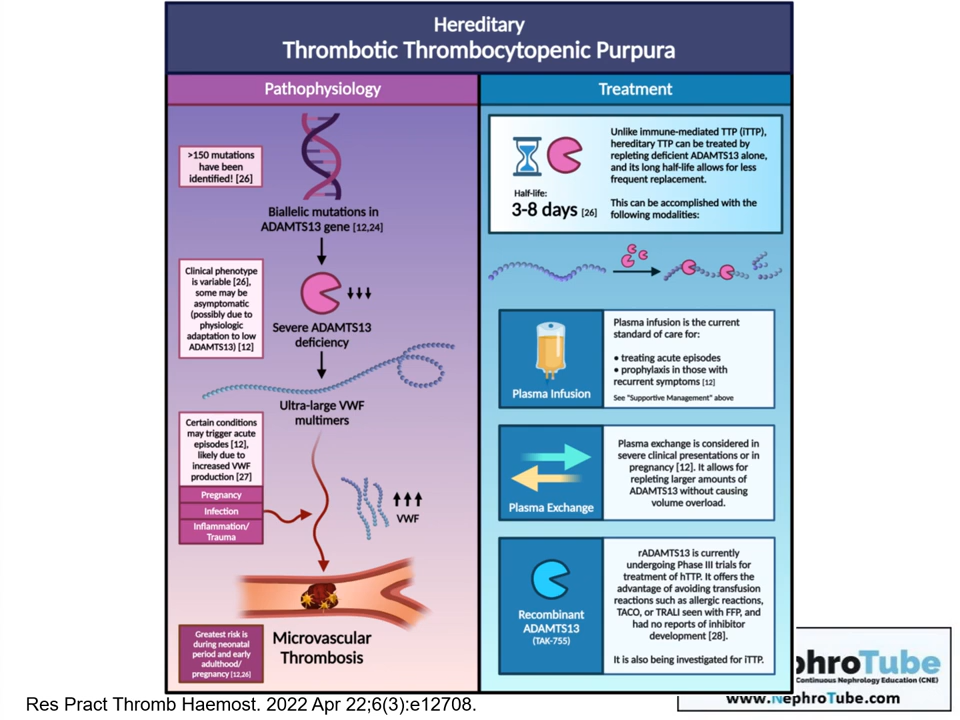 Hereditary
Thrombotic Thrombocytopenic Purpura
Pathophysiology
>150 mutations
have been
identified! [26]
Biallelic mutations in
ADAMTS13 gene [12,24]
Clinical phenotype
is variable [26],
some may be
asymptomatic
(possibly due to
physiologic
adaptation to low
ADAMTS13) [12]
Severe ADAMTS13
deficiency
Ultra-large VWF
multimers
Certain conditions
may trigger acute
episodes [12],
likely due to
increased VWF
production [27]
Pregnancy
Infection
Inflammation/
Trauma
VWF
Greatest risk is
during neonatal
period and early
adulthood/
pregnancy [12,26]
Microvascular
Thrombosis
Treatment
Half-life:
3-8 days [26]
Unlike immune-mediated TTP (iTTP),
hereditary TTP can be treated by
repleting deficient ADAMTS13 alone,
and its long half-life allows for less
frequent replacement.
This can be accomplished with the
following modalities:
Plasma Infusion
Plasma infusion is the current
standard of care for:
• treating acute episodes
• prophylaxis in those with
recurrent symptoms [12]
See "Supportive Management" above
Plasma Exchange
Plasma exchange is considered in
severe clinical presentations or in
pregnancy [12]. It allows for
repleting larger amounts of
ADAMTS13 without causing
volume overload.
Recombinant
ADAMTS13
(TAK-755)
rADAMTS13 is currently
undergoing Phase III trials for
treatment of hTTP. It offers the
advantage of avoiding transfusion
reactions such as allergic reactions,
TACO, or TRALI seen with FFP, and
had no reports of inhibitor
development [28].
It is also being investigated for iTTP.
phroTube
Continuous Nephrology Education (CNE)
www.NephroTube.com
Res Pract Thromb Haemost. 2022 Apr 22;6(3):e12708.